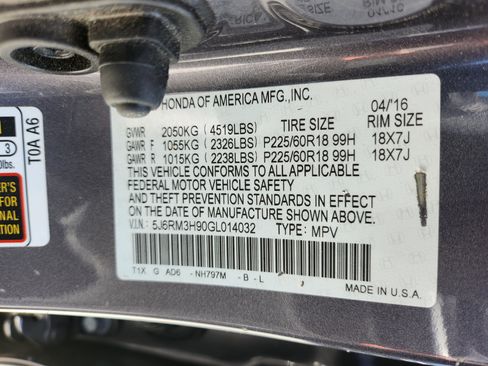 HONDA OF AMERICA MFG.,INC. 04/'16
GVWR 2050KG (4519LBS) TIRE SIZE RIM SIZE
GAWR F 1055KG (2326LBS) P225/60R18 99H 18X7J
GAWR R 1015KG (2238LBS) P225/60R18 99H 18X7J
THIS VEHICLE CONFORMS TO ALL APPLICABLE
FEDERAL MOTOR VEHICLE SAFETY
AND THEFT PREVENTION STANDARDS IN EFFECT
ON THE DATE OF MANUFACTURE SHOWN ABOVE.
V.I.N.: 5J6RM3H90GL014032 TYPE: MPV
T1X G AD6 - NH797M - B - L
MADE IN U.S.A.
T0A A6
3
0lbs.